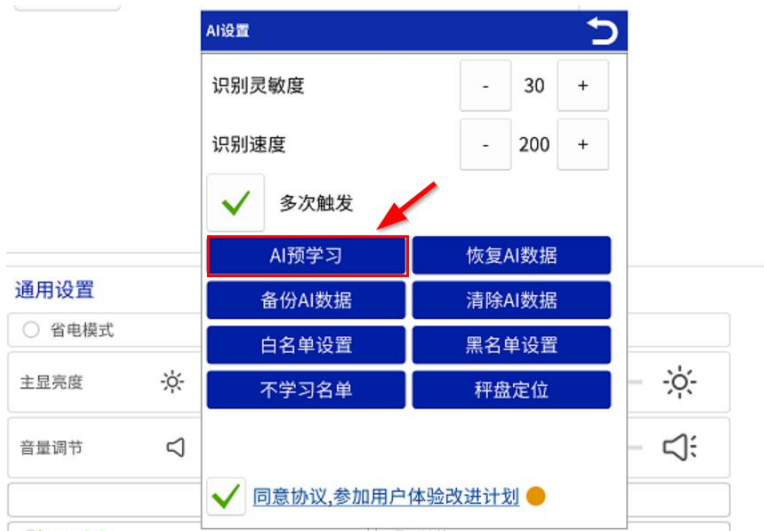 AI设置
识别灵敏度 - 30 +
识别速度 - 200 +
多次触发
AI预学习 恢复AI数据
备份AI数据 清除AI数据
白名单设置 黑名单设置
不学习名单 秤盘定位
同意协议,参加用户体验改进计划
通用设置
省电模式
主显亮度
音量调节